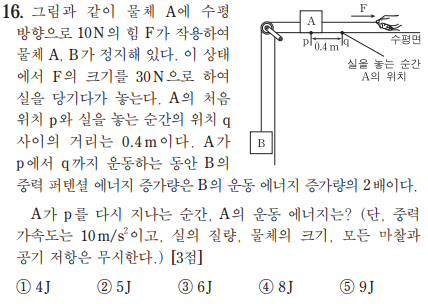 16. 그림과 같이 물체 A에 수평
방향으로 10N의 힘 F가 작용하여
물체 A, B가 정지해 있다. 이 상태
에서 F의 크기를 30N으로 하여
실을 당기다가 놓는다. A의 처음
위치 p와 실을 놓는 순간의 위치 q
사이의 거리는 0.4m이다. A가
p에서 q까지 운동하는 동안 B의
중력 퍼텐셜 에너지 증가량은 B의 운동 에너지 증가량의 2배이다.
A
F
p
0.4 m
q
수평면
실을 놓는 순간
A의 위치
B
A가 p를 다시 지나는 순간, A의 운동 에너지는? (단, 중력
가속도는 10m/s²이고, 실의 질량, 물체의 크기, 모든 마찰과
공기 저항은 무시한다.) [3점]
① 4J ② 5J ③ 6J ④ 8J ⑤ 9J